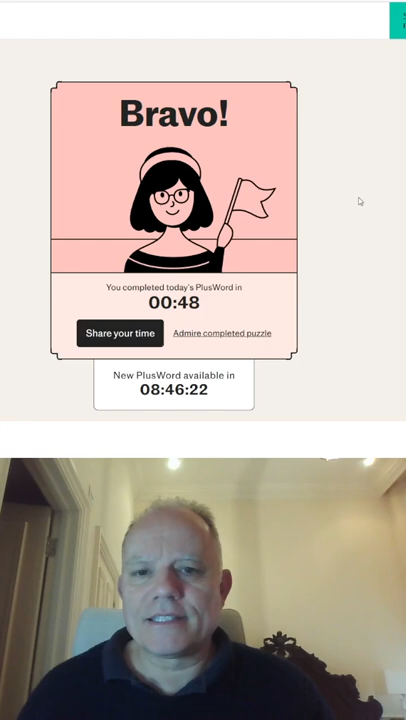 Bravo!
You completed today's PlusWord in
00:48
Share your time
Admire completed puzzle
New PlusWord available in
08:46:22